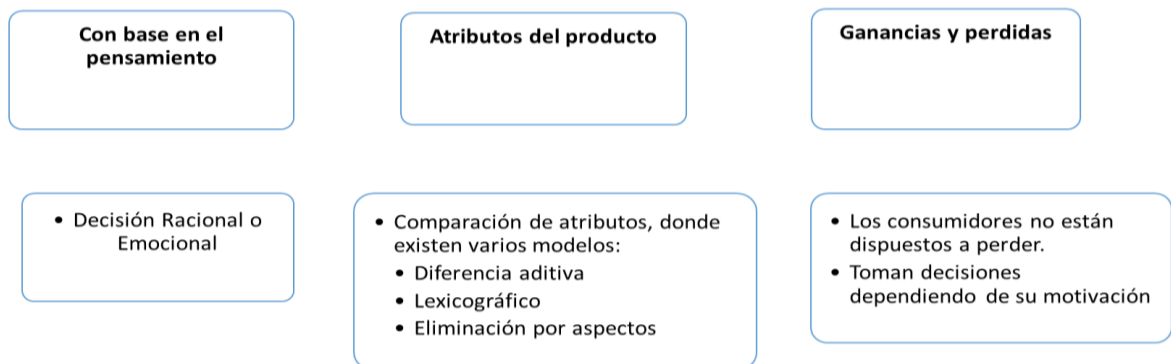 Con base en el
pensamiento
Atributos del producto
Ganancias y perdidas
• Decisión Racional o
Emocional
• Comparación de atributos, donde
existen varios modelos:
• Diferencia aditiva
• Lexicográfico
• Eliminación por aspectos
• Los consumidores no están
dispuestos a perder.
• Toman decisiones
dependiendo de su motivación